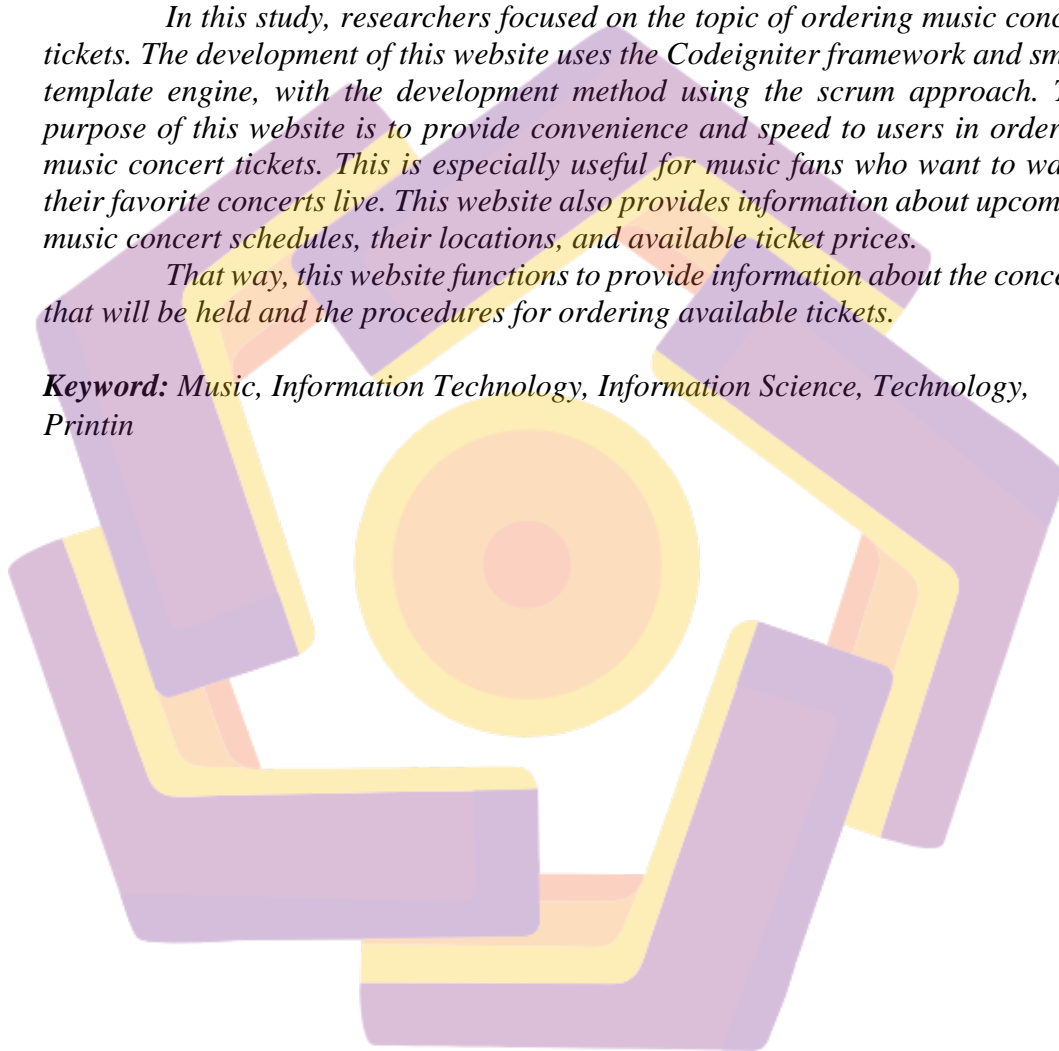 In this study, researchers focused on the topic of ordering music conc
tickets. The development of this website uses the Codeigniter framework and sm
template engine, with the development method using the scrum approach. T
purpose of this website is to provide convenience and speed to users in order
music concert tickets. This is especially useful for music fans who want to wa
their favorite concerts live. This website also provides information about upcom
music concert schedules, their locations, and available ticket prices.
That way, this website functions to provide information about the conce
that will be held and the procedures for ordering available tickets.
Keyword: Music, Information Technology, Information Science, Technology,
Printin